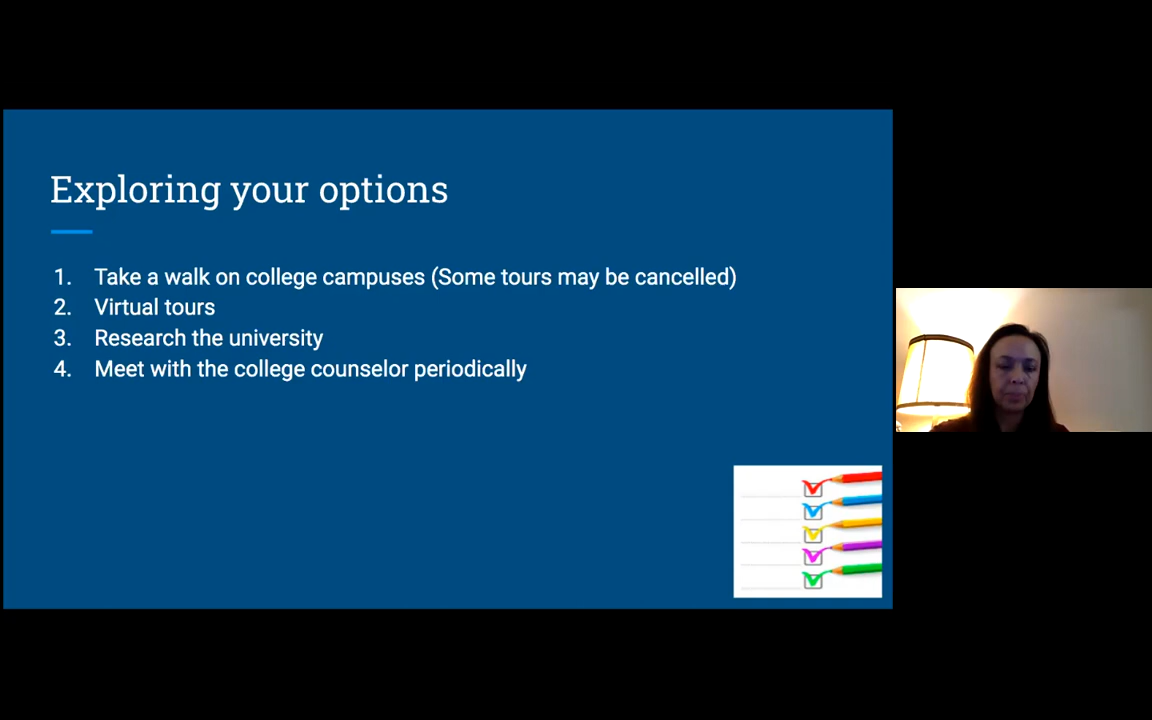 Exploring your options
1. Take a walk on college campuses (Some tours may be cancelled)
2. Virtual tours
3. Research the university
4. Meet with the college counselor periodically